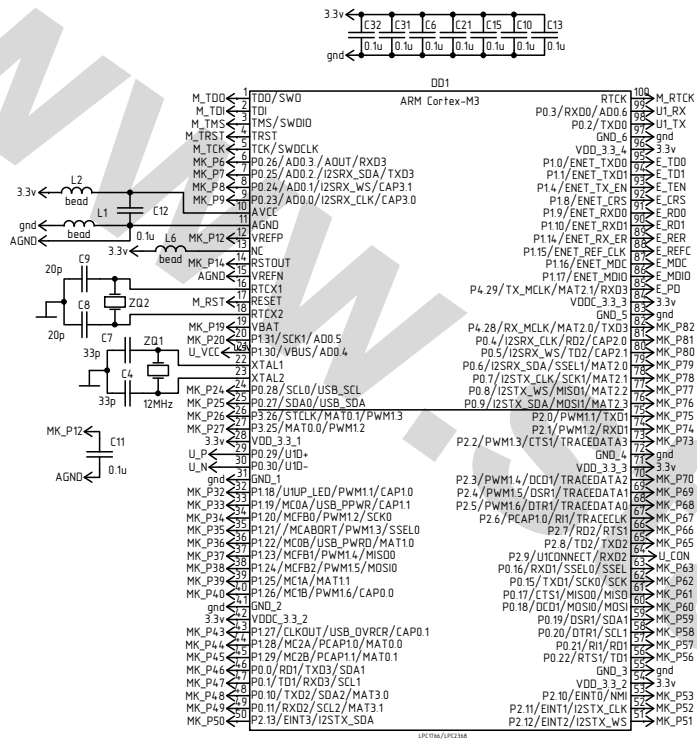 3.3v C32 C31 C6 C21 C15 C10 C13
0.1u 0.1u 0.1u 0.1u 0.1u 0.1u 0.1u
gnd
DD1
ARM Cortex-M3
M_TDO 1 TDO/SWO
M_TDI 2 TDI
M_TMS 3 TMS/SWDIO
M_TRST 4 TRST
M_TCK 5 TCK/SWDCLK
MK_P6 6 P0.26/AD0.3/AOUT/RXD3
MK_P7 7 P0.25/AD0.2/I2SRX_SDA/TXD3
MK_P8 8 P0.24/AD0.1/I2SRX_WS/CAP3.1
MK_P9 9 P0.23/AD0.0/I2SRX_CLK/CAP3.0
10 AVCC
11 AGND
MK_P12 12 VREFP
13 NC
MK_P14 14 RSTOUT
AGND 15 VREFN
16 RTCX1
M_RST 17 RESET
18 RTCX2
MK_P19 19 VBAT
MK_P20 20 P1.31/SCK1/AD0.5
U_VCC 21 P1.30/VBUS/AD0.4
22 XTAL1
23 XTAL2
MK_P24 24 P0.28/SCL0/USB_SCL
MK_P25 25 P0.27/SDA0/USB_SDA
MK_P26 26 P3.26/STCLK/MAT0.1/PWM1.3
MK_P27 27 P3.25/MAT0.0/PWM1.2
3.3v 28 VDD_3.3_1
U_P 29 P0.29/U1D+
U_N 30 P0.30/U1D-
gnd 31 GND_1
MK_P32 32 P1.18/U1UP_LED/PWM1.1/CAP1.0
MK_P33 33 P1.19/MC0A/USB_PPWR/CAP1.1
MK_P34 34 P1.20/MCFB0/PWM1.2/SCK0
MK_P35 35 P1.21//MCABORT/PWM1.3/SSEL0
MK_P36 36 P1.22/MC0B/USB_PWRD/MAT1.0
MK_P37 37 P1.23/MCFB1/PWM1.4/MISO0
MK_P38 38 P1.24/MCFB2/PWM1.5/MOSI0
MK_P39 39 P1.25/MC1A/MAT1.1
MK_P40 40 P1.26/MC1B/PWM1.6/CAP0.0
gnd 41 GND_2
3.3v 42 VDDC_3.3_2
MK_P43 43 P1.27/CLKOUT/USB_OVRCR/CAP0.1
MK_P44 44 P1.28/MC2A/PCAP1.0/MAT0.0
MK_P45 45 P1.29/MC2B/PCAP1.1/MAT0.1
MK_P46 46 P0.0/RD1/TXD3/SDA1
MK_P47 47 P0.1/TD1/RXD3/SCL1
MK_P48 48 P0.10/TXD2/SDA2/MAT3.0
MK_P49 49 P0.11/RXD2/SCL2/MAT3.1
MK_P50 50 P2.13/EINT3/I2STX_SDA
RTCK 100 M_RTCK
P0.3/RXD0/AD0.6 99 U1_RX
P0.2/TXD0 98 U1_TX
GND_6 97 gnd
VDD_3.3_4 96 3.3v
P1.0/ENET_TXD0 95 E_TD0
P1.1/ENET_TXD1 94 E_TD1
P1.4/ENET_TX_EN 93 E_TEN
P1.8/ENET_CRS 92 E_CRS
P1.9/ENET_RXD0 91 E_RD0
P1.10/ENET_RXD1 90 E_RD1
P1.14/ENET_RX_ER 89 E_RER
P1.15/ENET_REF_CLK 88 E_REFC
P1.16/ENET_MDC 87 E_MDC
P1.17/ENET_MDIO 86 E_MDIO
P4.29/TX_MCLK/MAT2.1/RXD3 85 E_PD
VDDC_3.3_3 84 3.3v
GND_5 83 gnd
P4.28/RX_MCLK/MAT2.0/TXD3 82 MK_P82
P0.4/I2SRX_CLK/RD2/CAP2.0 81 MK_P81
P0.5/I2SRX_WS/TD2/CAP2.1 80 MK_P80
P0.6/I2SRX_SDA/SSEL1/MAT2.0 79 MK_P79
P0.7/I2STX_CLK/SCK1/MAT2.1 78 MK_P78
P0.8/I2STX_WS/MISO1/MAT2.2 77 MK_P77
P0.9/I2STX_SDA/MOSI1/MAT2.3 76 MK_P76
P2.0/PWM1.1/TXD1 75 MK_P75
P2.1/PWM1.2/RXD1 74 MK_P74
P2.2/PWM1.3/CTS1/TRACEDATA3 73 MK_P73
GND_4 72 gnd
VDD_3.3_3 71 3.3v
P2.3/PWM1.4/DCD1/TRACEDATA2 70 MK_P70
P2.4/PWM1.5/DSR1/TRACEDATA1 69 MK_P69
P2.5/PWM1.6/DTR1/TRACEDATA0 68 MK_P68
P2.6/PCAP1.0/RI1/TRACECLK 67 MK_P67
P2.7/RD2/RTS1 66 MK_P66
P2.8/TD2/TXD2 65 MK_P65
P2.9/U1CONNECT/RXD2 64 U_CON
P0.16/RXD1/SSEL0/SSEL 63 MK_P63
P0.15/TXD1/SCK0/SCK 62 MK_P62
P0.17/CTS1/MISO0/MISO 61 MK_P61
P0.18/DCD1/MOSI0/MOSI 60 MK_P60
P0.19/DSR1/SDA1 59 MK_P59
P0.20/DTR1/SCL1 58 MK_P58
P0.21/RI1/RD1 57 MK_P57
P0.22/RTS1/TD1 56 MK_P56
GND_3 55 gnd
VDD_3.3_2 54 3.3v
P2.10/EINT0/NMI 53 MK_P53
P2.11/EINT1/I2STX_CLK 52 MK_P52
P2.12/EINT2/I2STX_WS 51 MK_P51
3.3v L2 bead
gnd L1 bead C12 0.1u
AGND
3.3v L6 bead
C9 20p
ZQ2
C8 20p
C7 33p
ZQ1
C4 33p
12MHz
MK_P12
C11 0.1u
AGND
LPC1766/LPC2368
www.s